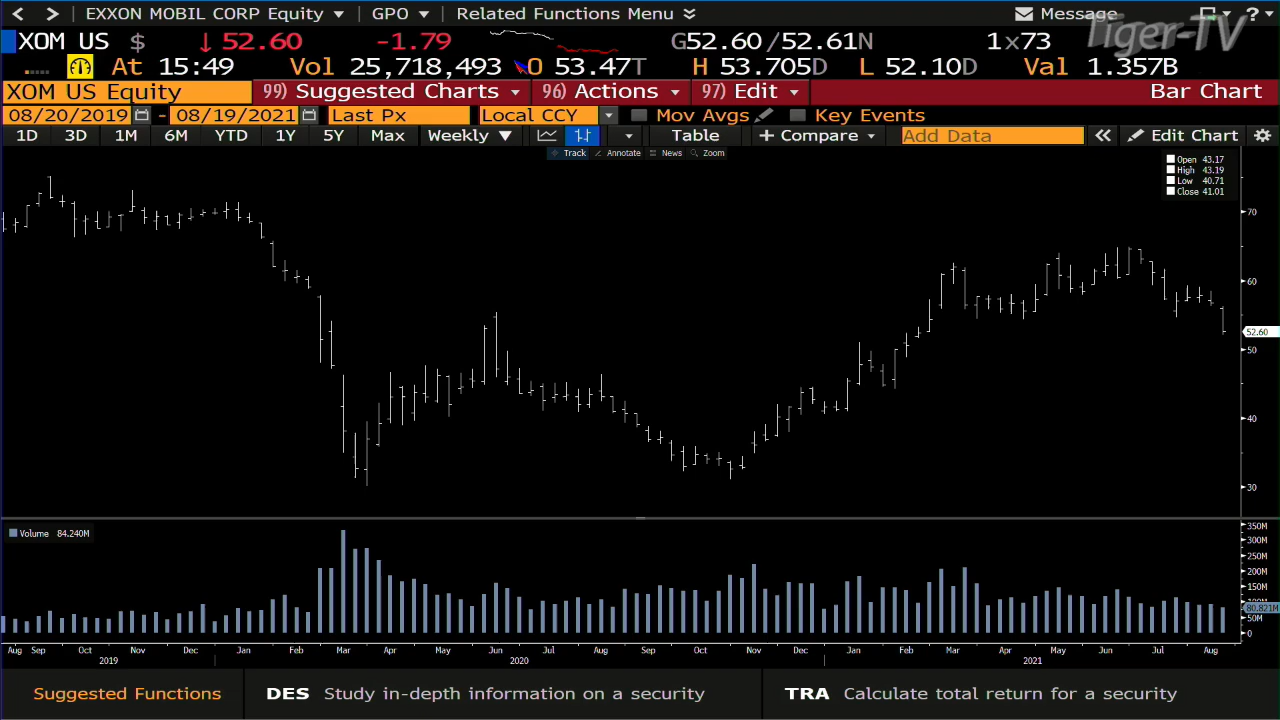 < > EXXON MOBIL CORP Equity GPO Related Functions Menu Message ?
XOM US $ ↓52.60 -1.79 G52.60/52.61N 1x73
Tiger-TV
At 15:49 Vol 25,718,493 O 53.47T H 53.705D L 52.10D Val 1.357B
XOM US Equity 99) Suggested Charts 96) Actions 97) Edit Bar Chart
08/20/2019 - 08/19/2021 Last Px Local CCY Mov Avgs Key Events
1D 3D 1M 6M YTD 1Y 5Y Max Weekly ▼ Table + Compare Add Data « Edit Chart
Track Annotate News Zoom
Open 43.17
High 43.19
Low 40.71
Close 41.01
70
60
52.60
50
40
30
Volume 84.240M
350M
300M
250M
200M
150M
100M
80.821M
50M
0
Aug Sep Oct Nov Dec Jan Feb Mar Apr May Jun Jul Aug Sep Oct Nov Dec Jan Feb Mar Apr May Jun Jul Aug
2019 2020 2021
Suggested Functions DES Study in-depth information on a security TRA Calculate total return for a security